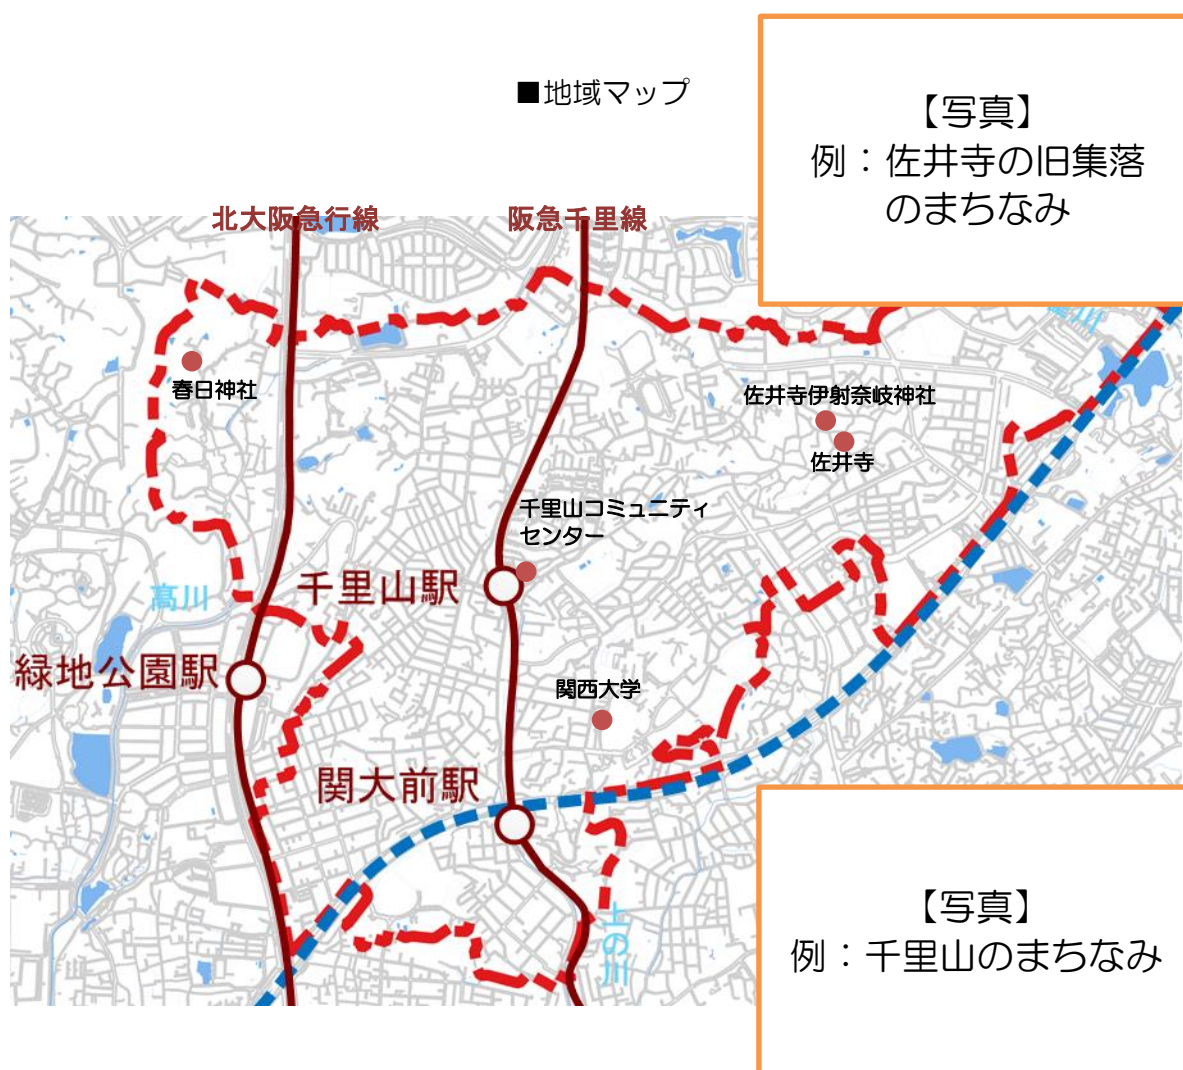 ■地域マップ
【写真】
例：佐井寺の旧集落
のまちなみ
北大阪急行線
阪急千里線
春日神社
佐井寺伊射奈岐神社
佐井寺
千里山コミュニティ
センター
千里山駅
高川
緑地公園駅
関西大学
関大前駅
上の川
【写真】
例：千里山のまちなみ